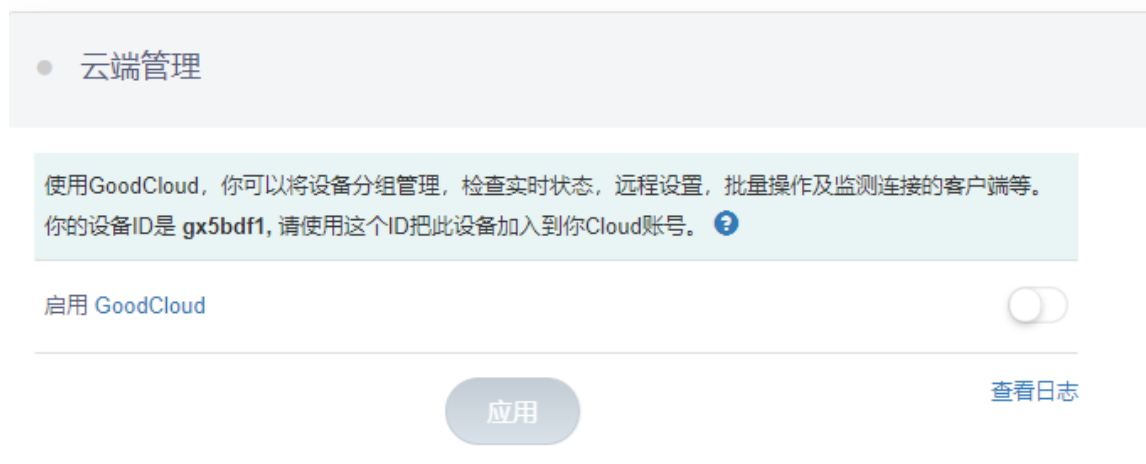 云端管理
使用GoodCloud，你可以将设备分组管理，检查实时状态，远程设置，批量操作及监测连接的客户端等。
你的设备ID是 gx5bdf1, 请使用这个ID把此设备加入到你Cloud账号。 ?
启用 GoodCloud
应用
查看日志